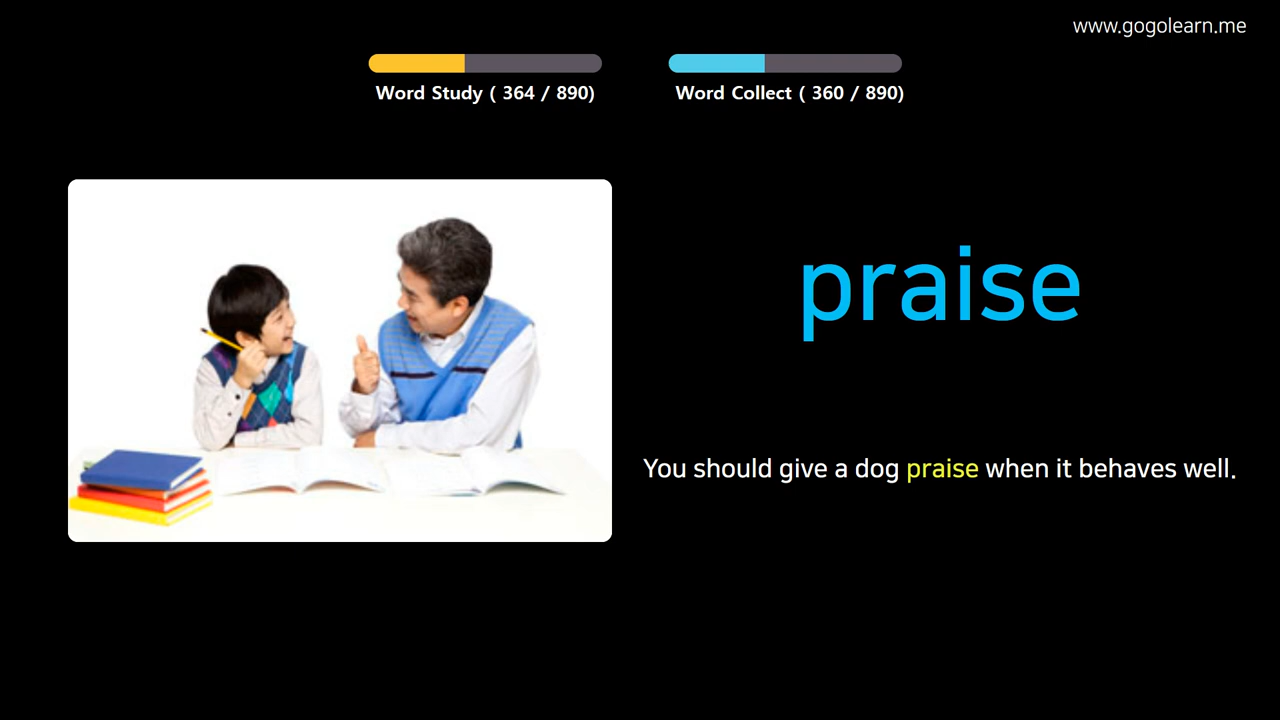 www.gogolearn.me
Word Study ( 364 / 890)
Word Collect ( 360 / 890)
praise
You should give a dog praise when it behaves well.